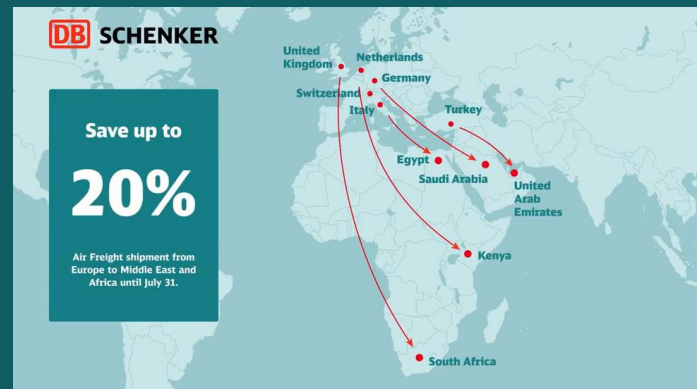 DB SCHENKER
Save up to
20%
Air Freight shipment from
Europe to Middle East and
Africa until July 31.
United
Kingdom
Netherlands
Germany
Switzerland
Italy
Turkey
Egypt
Saudi Arabia
United
Arab
Emirates
Kenya
South Africa